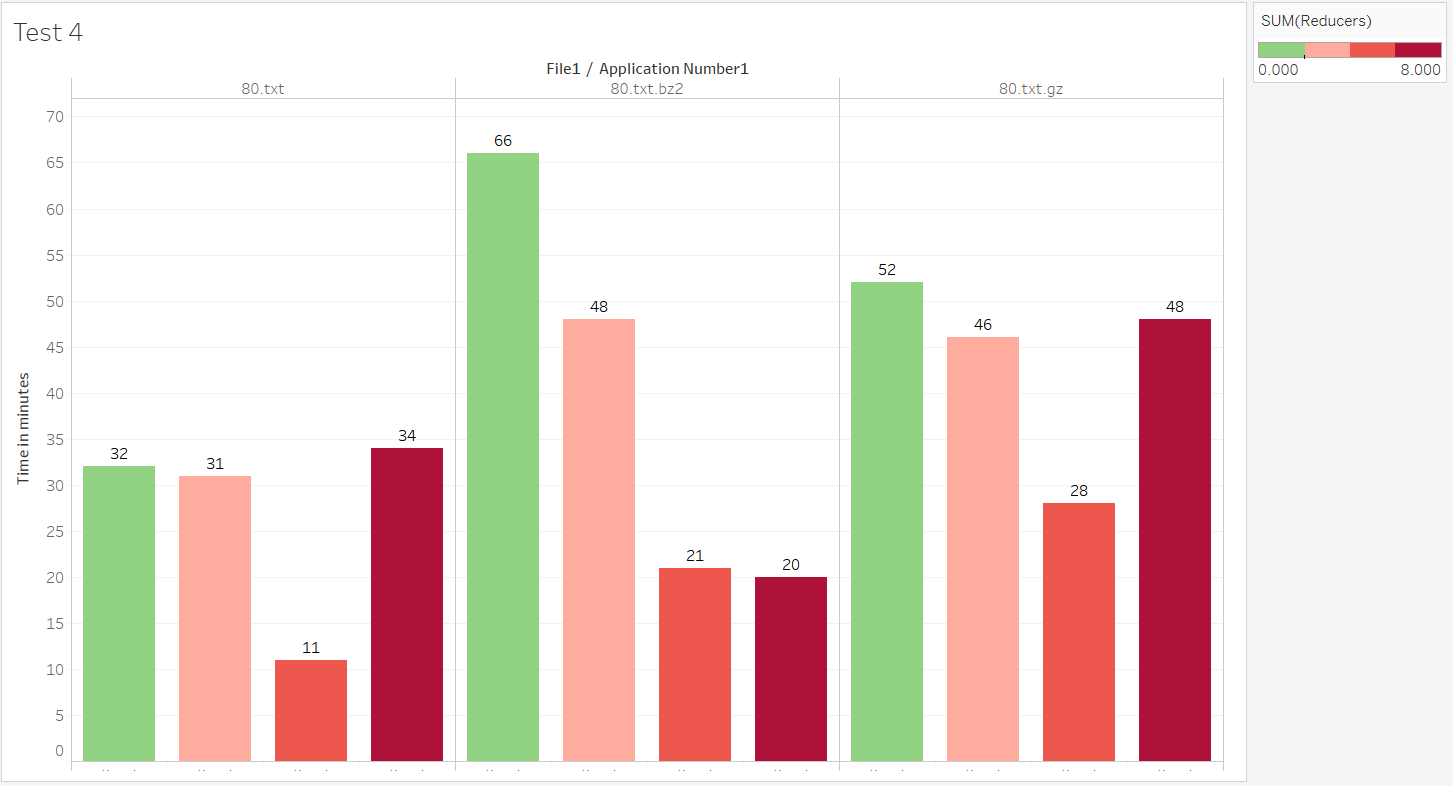 Test 4
SUM(Reducers)
0.000 8.000
File1 / Application Number1
80.txt 80.txt.bz2 80.txt.gz
Time in minutes
70
65
60
55
50
45
40
35
30
25
20
15
10
5
0
32 31 11 34
66 48 21 20
52 46 28 48